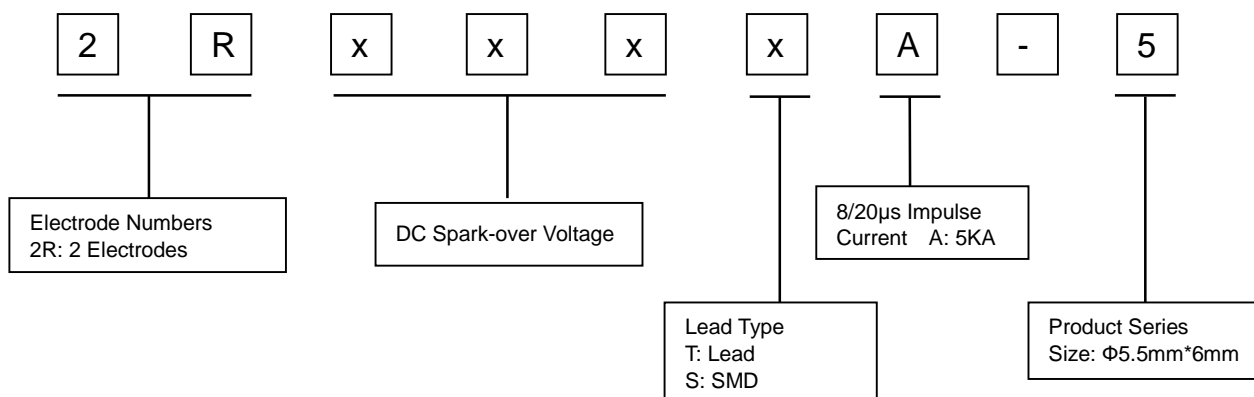 2 R x x x x A - 5
Electrode Numbers
2R: 2 Electrodes
DC Spark-over Voltage
8/20µs Impulse
Current A: 5KA
Lead Type
T: Lead
S: SMD
Product Series
Size: Φ5.5mm*6mm